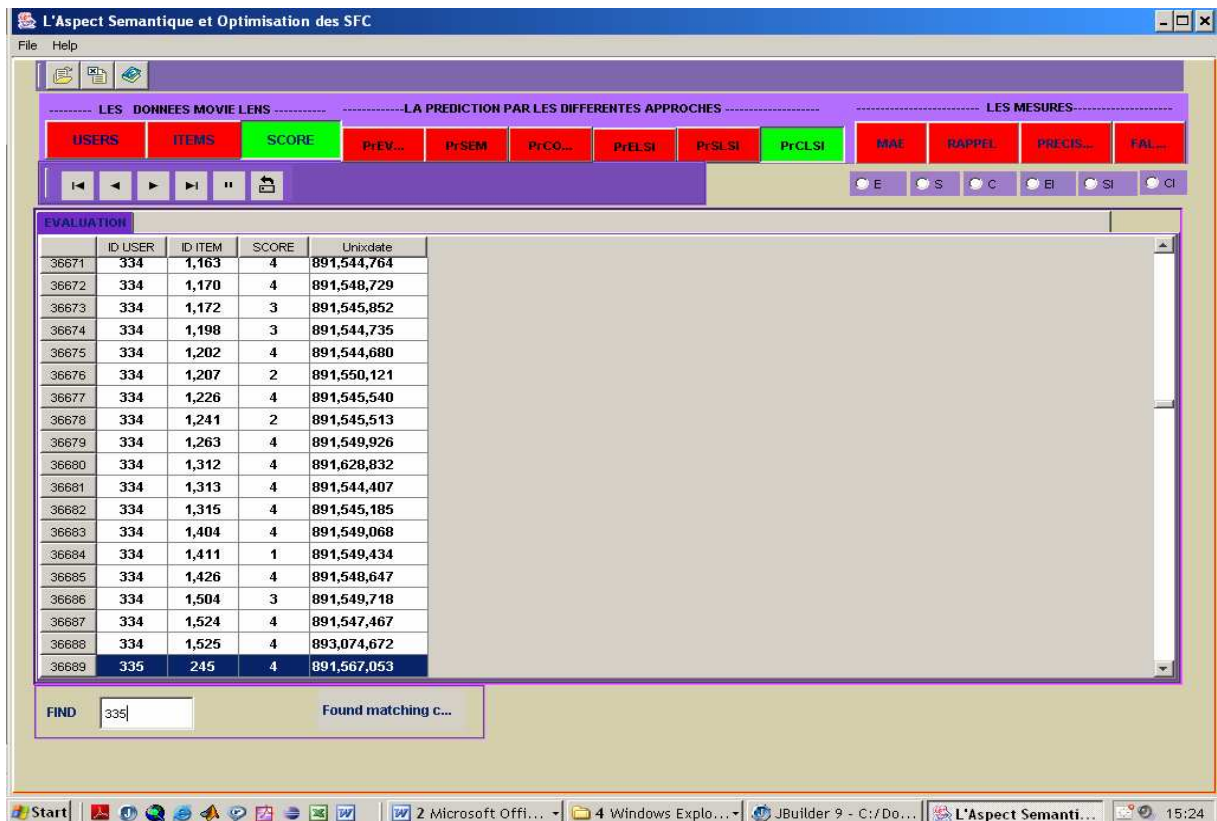 L'Aspect Semantique et Optimisation des SFC
File Help
--------- LES DONNEES MOVIE LENS ----------- -------------LA PREDICTION PAR LES DIFFERENTES APPROCHES -------------------- ------------------------- LES MESURES--------------------
USERS ITEMS SCORE PrEV... PrSEM PrCO... PrELSI PrSLSI PrCLSI MAE RAPPEL PRECIS... FAL...
E S C EI SI CI
EVALUATION
ID USER ID ITEM SCORE Unixdate
36671 334 1,163 4 891,544,764
36672 334 1,170 4 891,548,729
36673 334 1,172 3 891,545,852
36674 334 1,198 3 891,544,735
36675 334 1,202 4 891,544,680
36676 334 1,207 2 891,550,121
36677 334 1,226 4 891,545,540
36678 334 1,241 2 891,545,513
36679 334 1,263 4 891,549,926
36680 334 1,312 4 891,628,832
36681 334 1,313 4 891,544,407
36682 334 1,315 4 891,545,185
36683 334 1,404 4 891,549,068
36684 334 1,411 1 891,549,434
36685 334 1,426 4 891,548,647
36686 334 1,504 3 891,549,718
36687 334 1,524 4 891,547,467
36688 334 1,525 4 893,074,672
36689 335 245 4 891,567,053
FIND 335 Found matching c...
Start 2 Microsoft Offi... 4 Windows Explo... JBuilder 9 - C:/Do... L'Aspect Semanti... 15:24